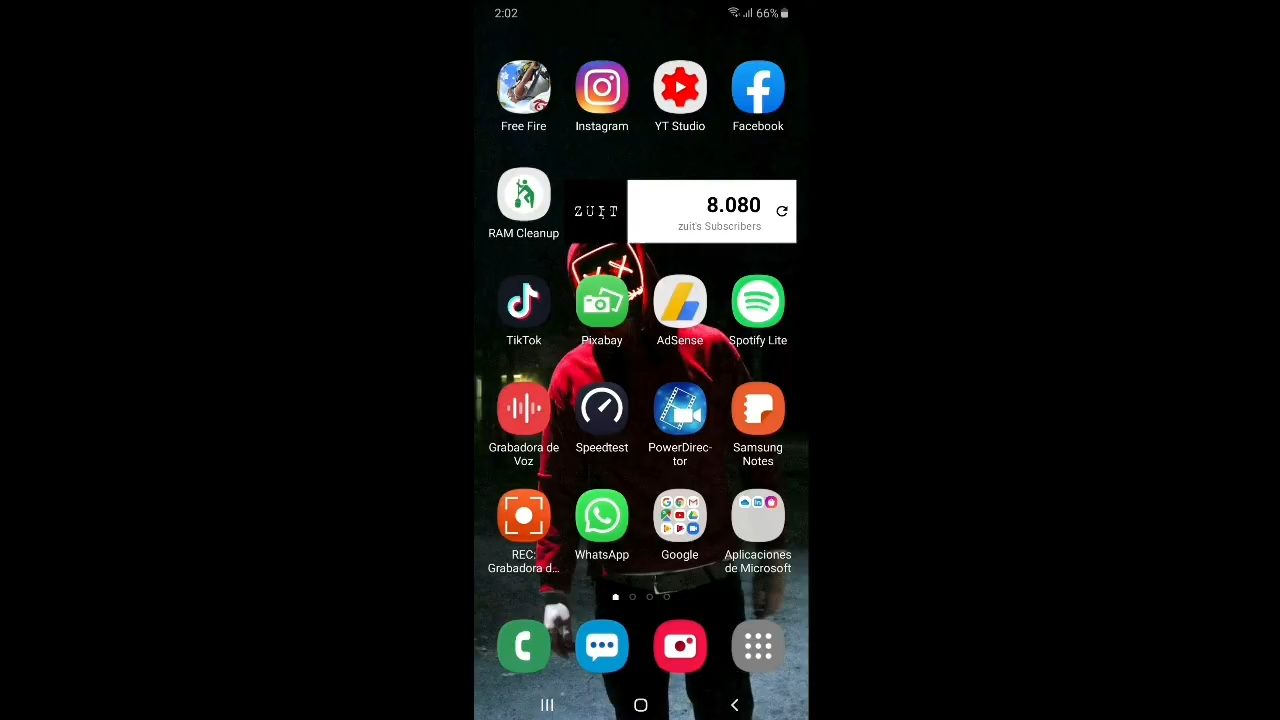 2:02 66%
Free Fire Instagram YT Studio Facebook
ZUIT 8.080
zuit's Subscribers
RAM Cleanup
TikTok Pixabay AdSense Spotify Lite
Grabadora de Speedtest PowerDirec- Samsung
Voz tor Notes
REC: WhatsApp Google Aplicaciones
Grabadora d... de Microsoft